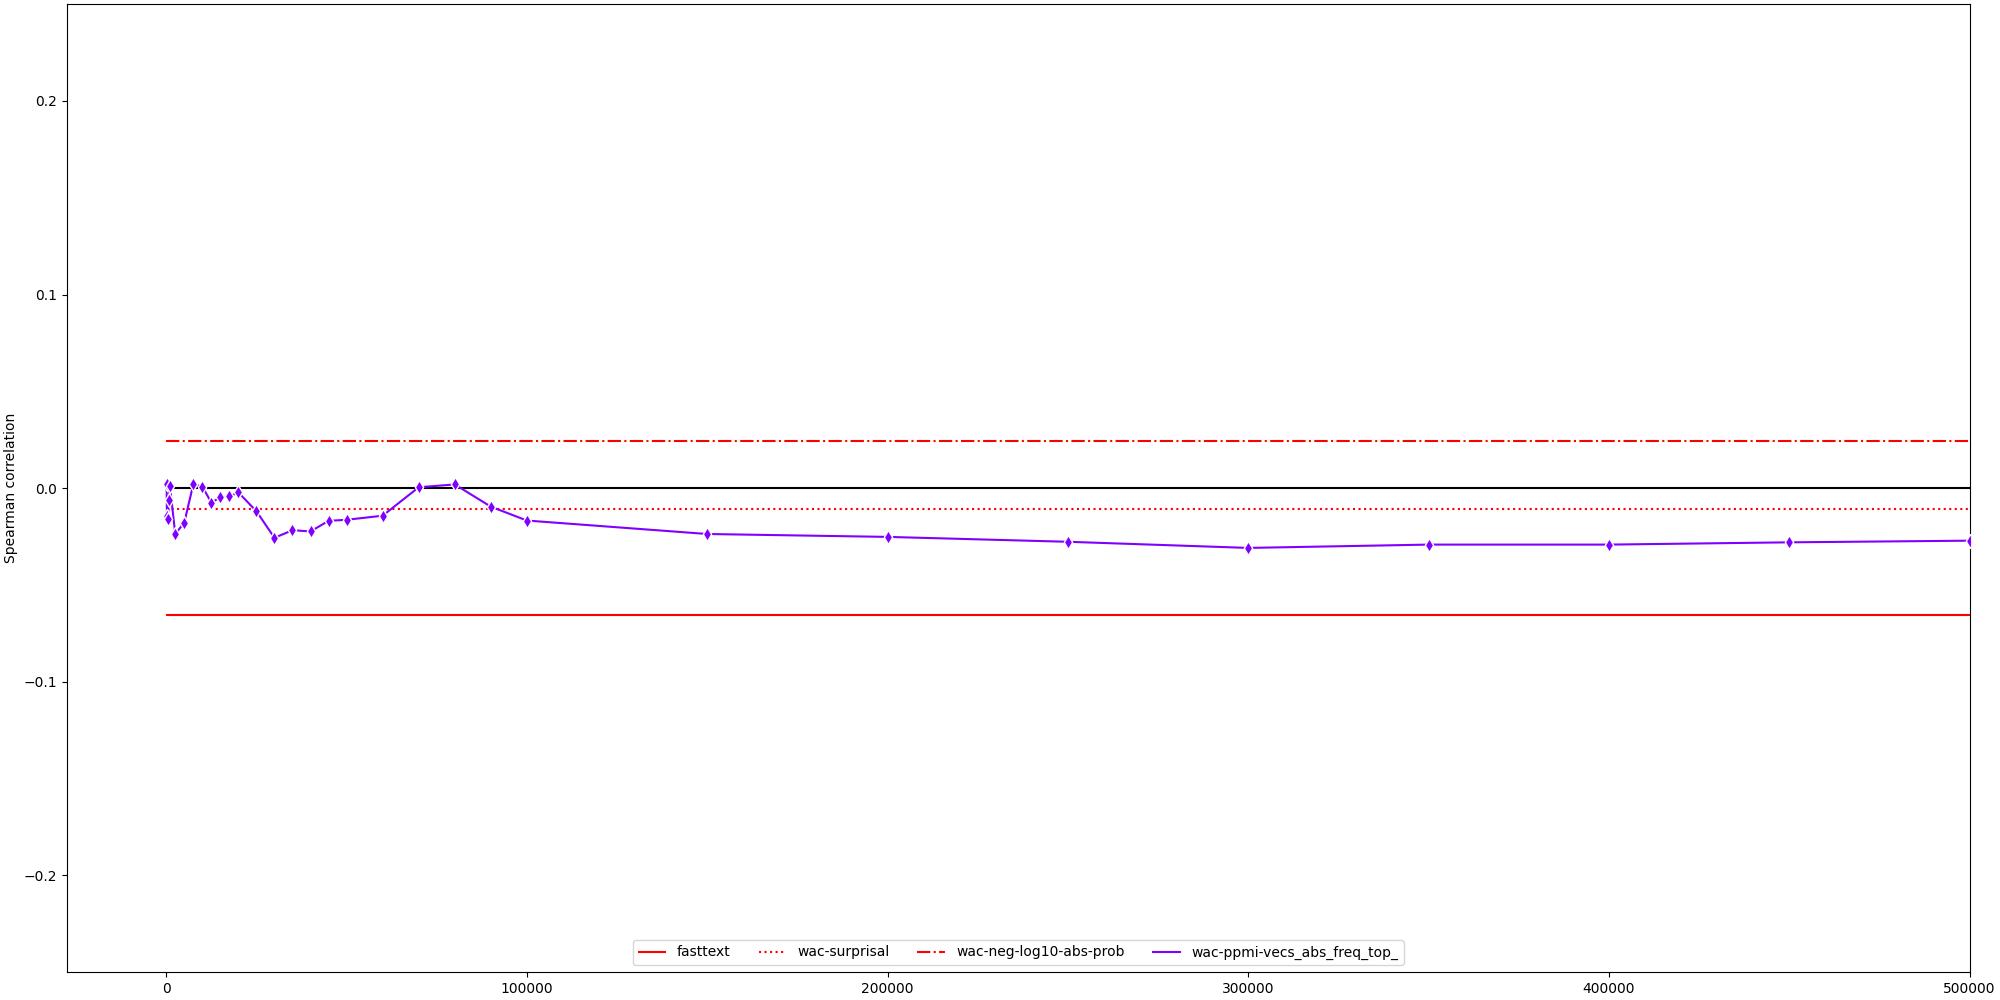 Spearman correlation
0.2
0.1
0.0
−0.1
−0.2
0
100000
200000
300000
400000
500000
fasttext
wac-surprisal
wac-neg-log10-abs-prob
wac-ppmi-vecs_abs_freq_top_